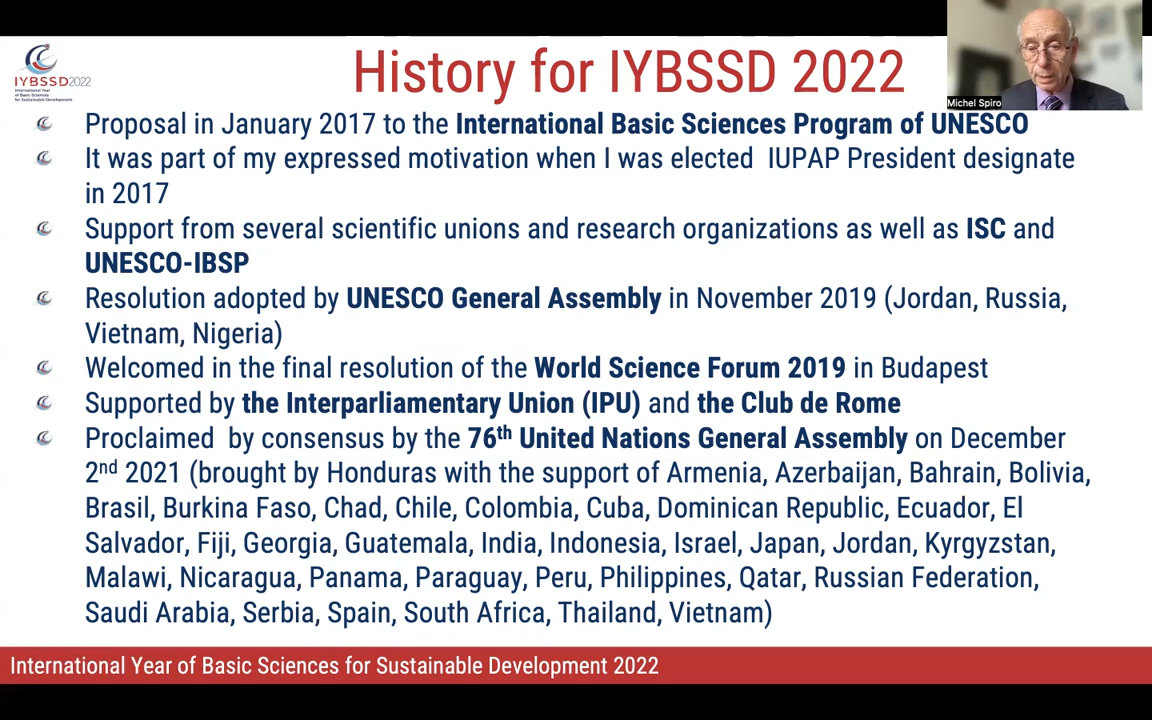 IYBSSD2022
International Year
of Basic Sciences
for Sustainable Development
History for IYBSSD 2022
Michel Spiro
Proposal in January 2017 to the International Basic Sciences Program of UNESCO
It was part of my expressed motivation when I was elected IUPAP President designate
in 2017
Support from several scientific unions and research organizations as well as ISC and
UNESCO-IBSP
Resolution adopted by UNESCO General Assembly in November 2019 (Jordan, Russia,
Vietnam, Nigeria)
Welcomed in the final resolution of the World Science Forum 2019 in Budapest
Supported by the Interparliamentary Union (IPU) and the Club de Rome
Proclaimed by consensus by the 76th United Nations General Assembly on December
2nd 2021 (brought by Honduras with the support of Armenia, Azerbaijan, Bahrain, Bolivia,
Brasil, Burkina Faso, Chad, Chile, Colombia, Cuba, Dominican Republic, Ecuador, El
Salvador, Fiji, Georgia, Guatemala, India, Indonesia, Israel, Japan, Jordan, Kyrgyzstan,
Malawi, Nicaragua, Panama, Paraguay, Peru, Philippines, Qatar, Russian Federation,
Saudi Arabia, Serbia, Spain, South Africa, Thailand, Vietnam)
International Year of Basic Sciences for Sustainable Development 2022